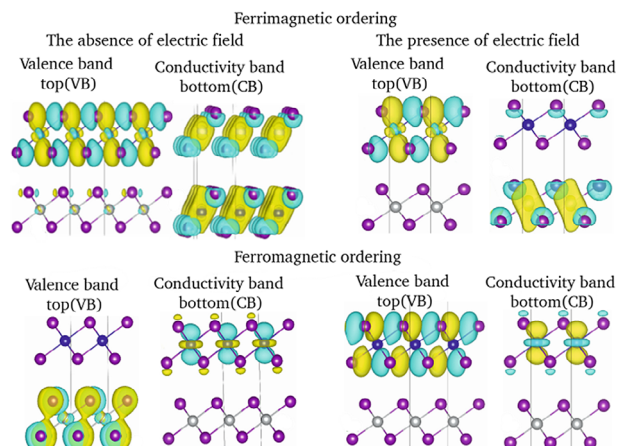 Ferrimagnetic ordering
The absence of electric field
The presence of electric field
Valence band
top(VB)
Conductivity band
bottom(CB)
Valence band
top(VB)
Conductivity band
bottom(CB)
Ferromagnetic ordering
Valence band
top(VB)
Conductivity band
bottom(CB)
Valence band
top(VB)
Conductivity band
bottom(CB)